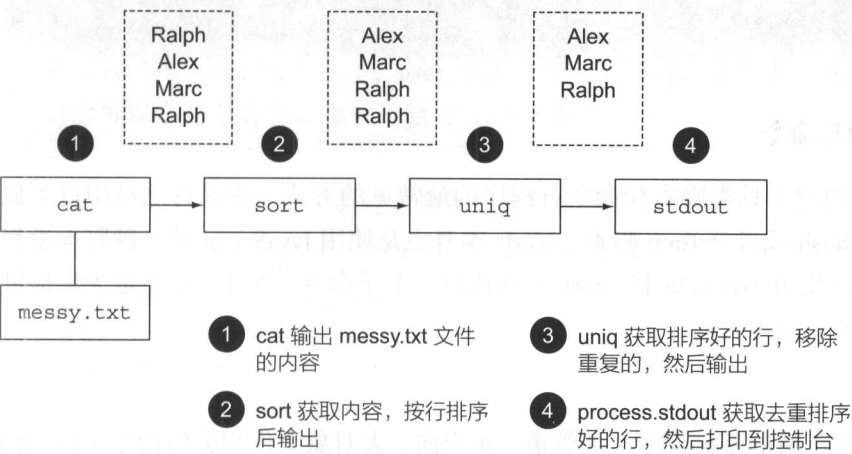 Ralph
Alex
Marc
Ralph
Alex
Marc
Ralph
Ralph
Alex
Marc
Ralph
1
2
3
4
cat
sort
uniq
stdout
messy.txt
1 cat 输出 messy.txt 文件
的内容
2 sort 获取内容，按行排序
后输出
3 uniq 获取排序好的行，移除
重复的，然后输出
4 process.stdout 获取去重排序
好的行，然后打印到控制台